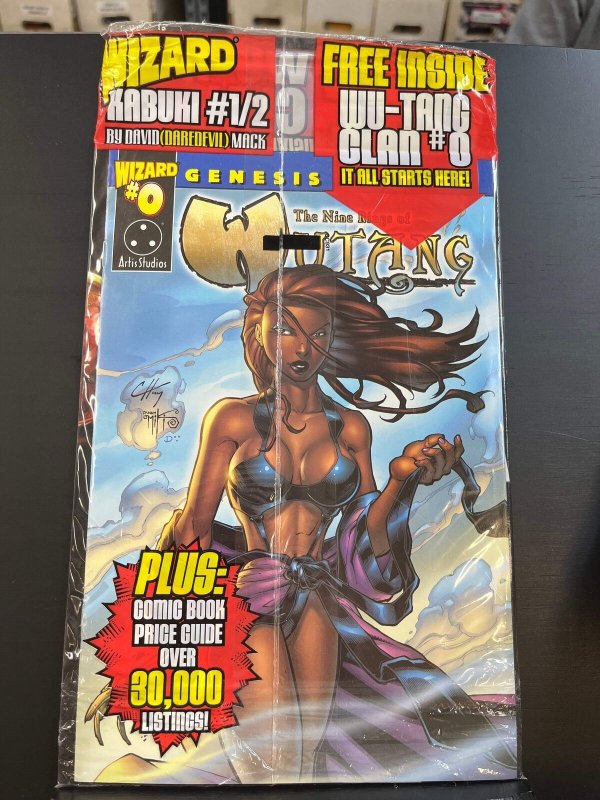 WIZARD
KABUKI #1/2
BY DAVID (DAREDEVIL) MACK
FREE INSIDE
WU-TANG
CLAN #0
IT ALL STARTS HERE!
WIZARD
#0
GENESIS
Artis Studios
The Nine Rings of
WUTANG
PLUS:
COMIC BOOK
PRICE GUIDE
OVER
30,000
LISTINGS!